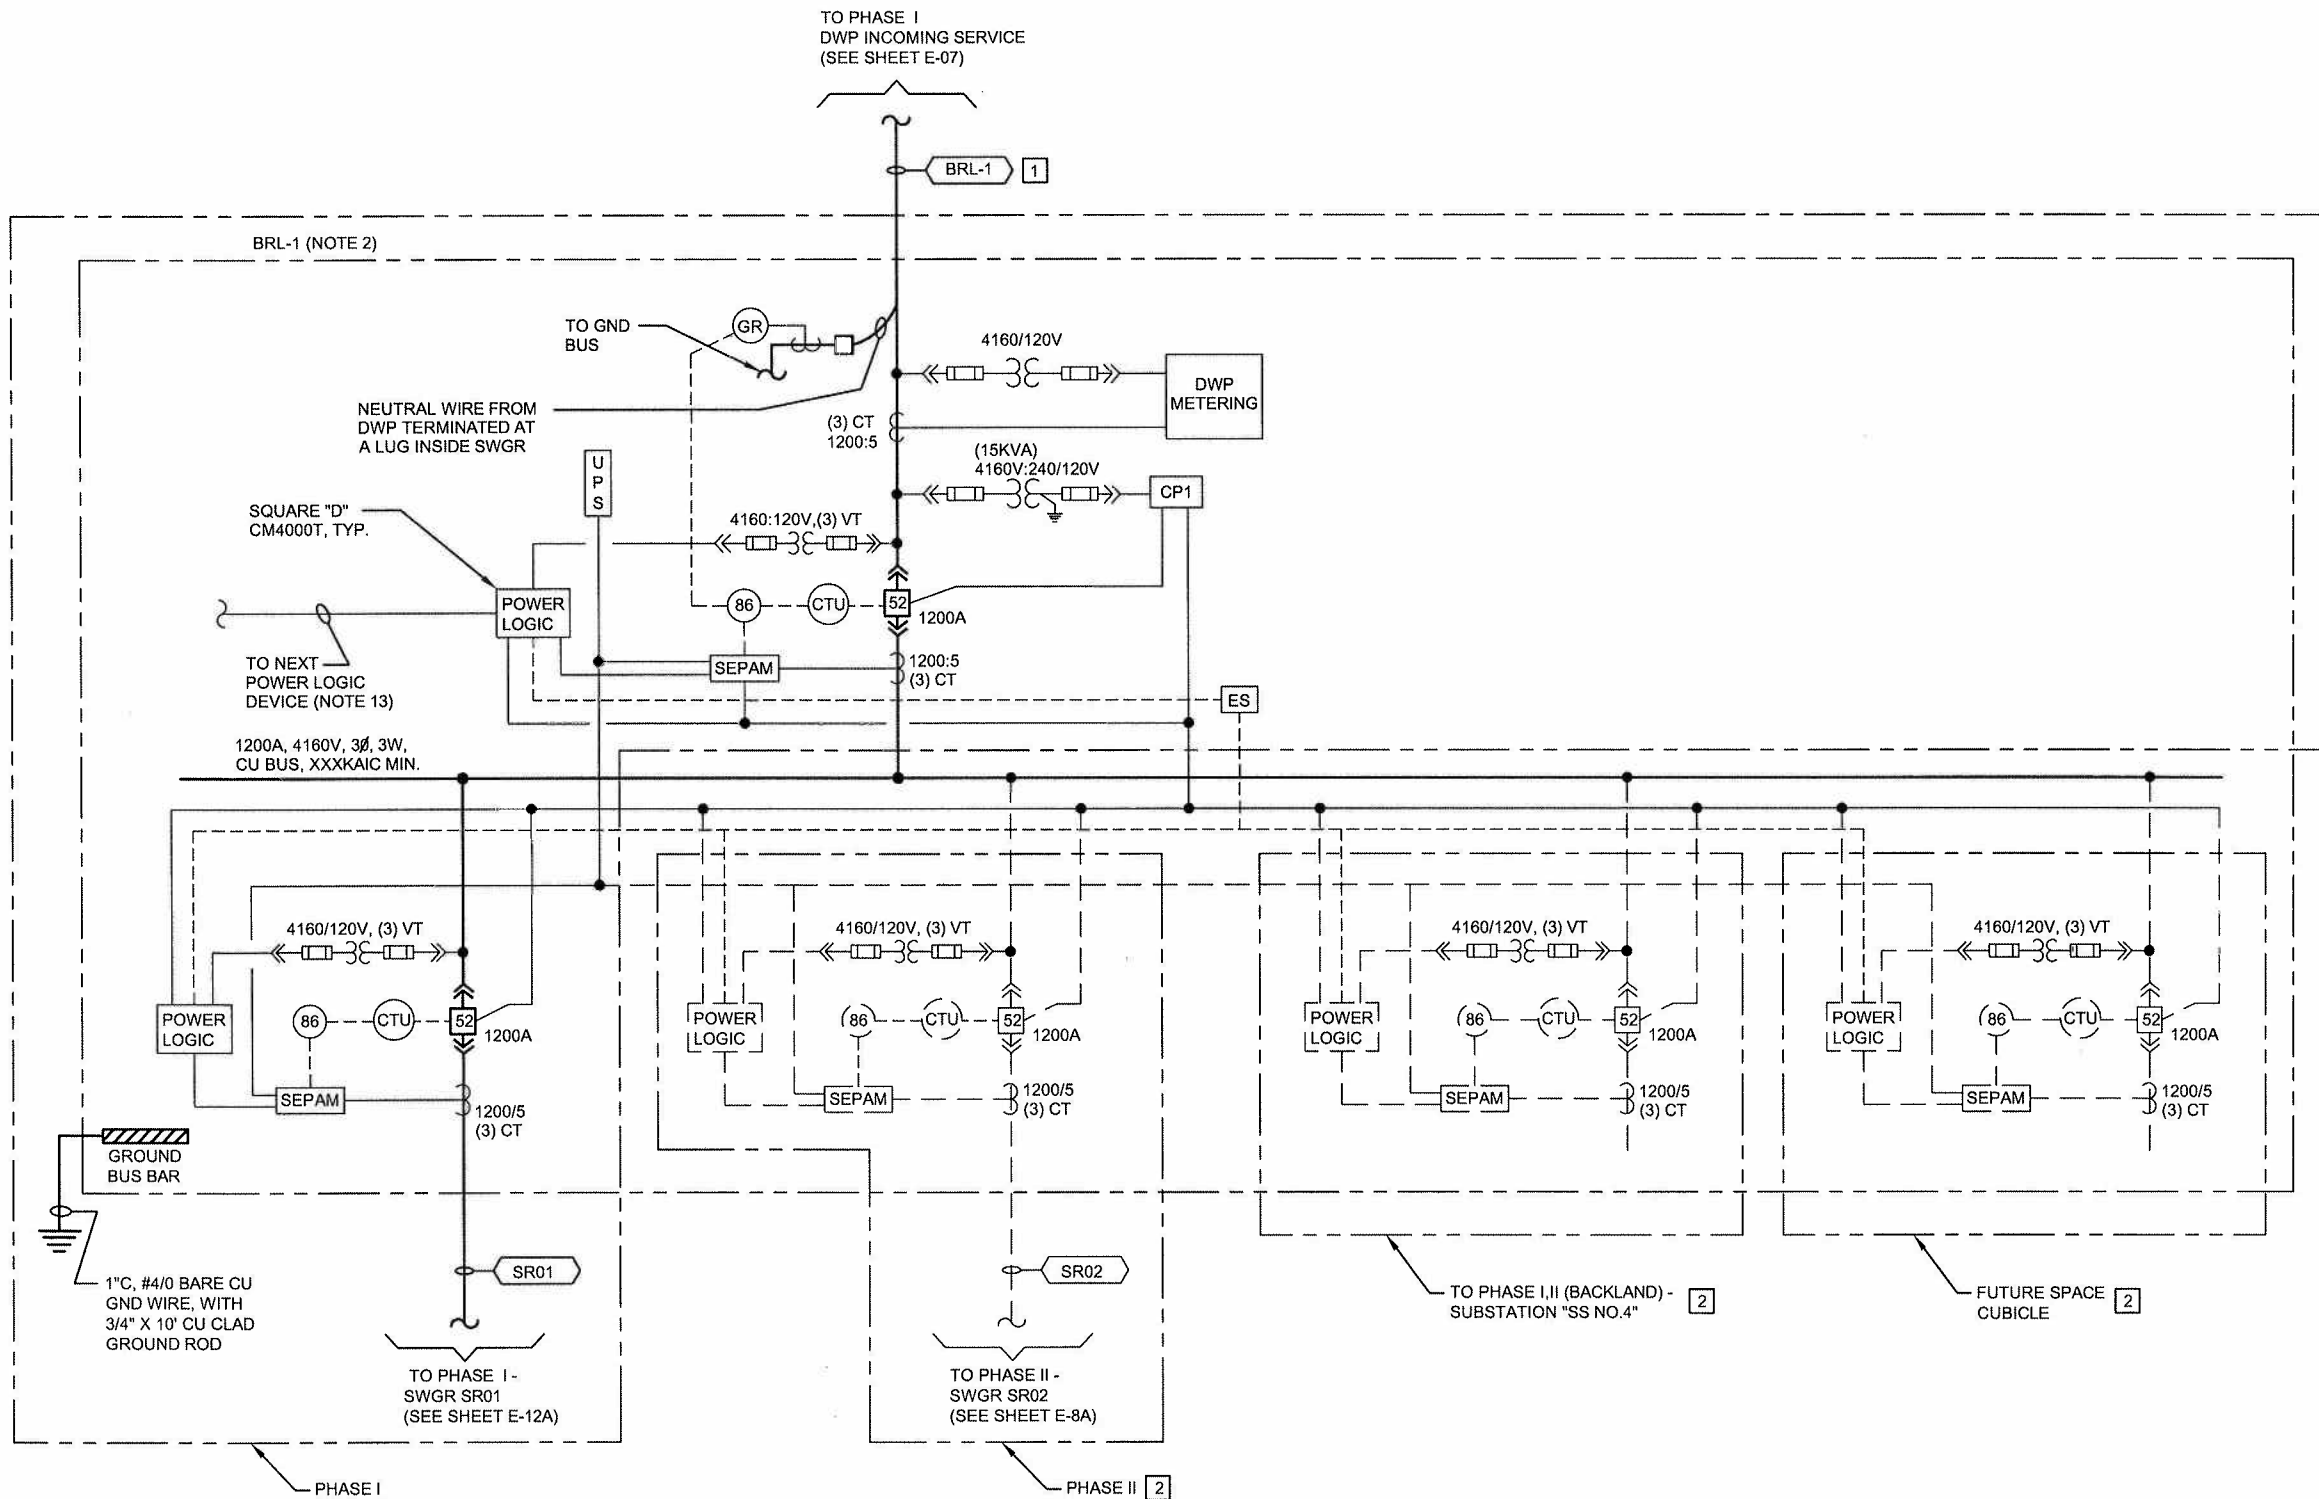 TO PHASE I
DWP INCOMING SERVICE
(SEE SHEET E-07)
BRL-1
1
BRL-1 (NOTE 2)
TO GND
BUS
GR
4160/120V
DWP
METERING
NEUTRAL WIRE FROM
DWP TERMINATED AT
A LUG INSIDE SWGR
(3) CT
1200:5
(15KVA)
4160V:240/120V
CP1
UPS
SQUARE "D"
CM4000T, TYP.
4160:120V,(3) VT
POWER
LOGIC
86
CTU
52
1200A
TO NEXT
POWER LOGIC
DEVICE (NOTE 13)
SEPAM
1200:5
(3) CT
ES
1200A, 4160V, 3Ø, 3W,
CU BUS, XXXKAIC MIN.
4160/120V, (3) VT
POWER
LOGIC
86
CTU
52
1200A
SEPAM
1200/5
(3) CT
4160/120V, (3) VT
POWER
LOGIC
86
CTU
52
1200A
SEPAM
1200/5
(3) CT
4160/120V, (3) VT
POWER
LOGIC
86
CTU
52
1200A
SEPAM
1200/5
(3) CT
4160/120V, (3) VT
POWER
LOGIC
86
CTU
52
1200A
SEPAM
1200/5
(3) CT
GROUND
BUS BAR
1"C, #4/0 BARE CU
GND WIRE, WITH
3/4" X 10' CU CLAD
GROUND ROD
SR01
SR02
TO PHASE I,II (BACKLAND) -
SUBSTATION "SS NO.4"
2
FUTURE SPACE
CUBICLE
2
TO PHASE I -
SWGR SR01
(SEE SHEET E-12A)
TO PHASE II -
SWGR SR02
(SEE SHEET E-8A)
PHASE I
PHASE II
2